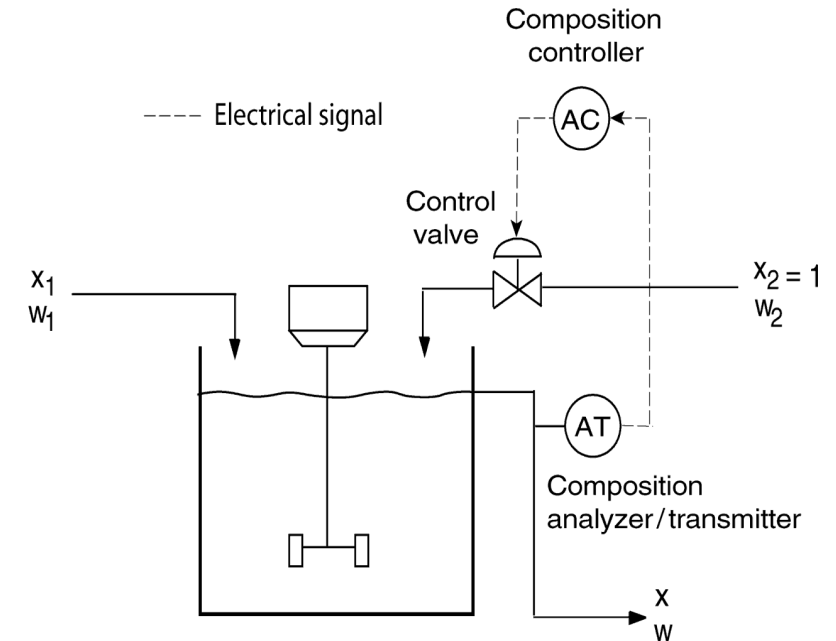 Composition
controller
Electrical signal
AC
Control
valve
x1
w1
x2 = 1
w2
AT
Composition
analyzer/transmitter
x
w